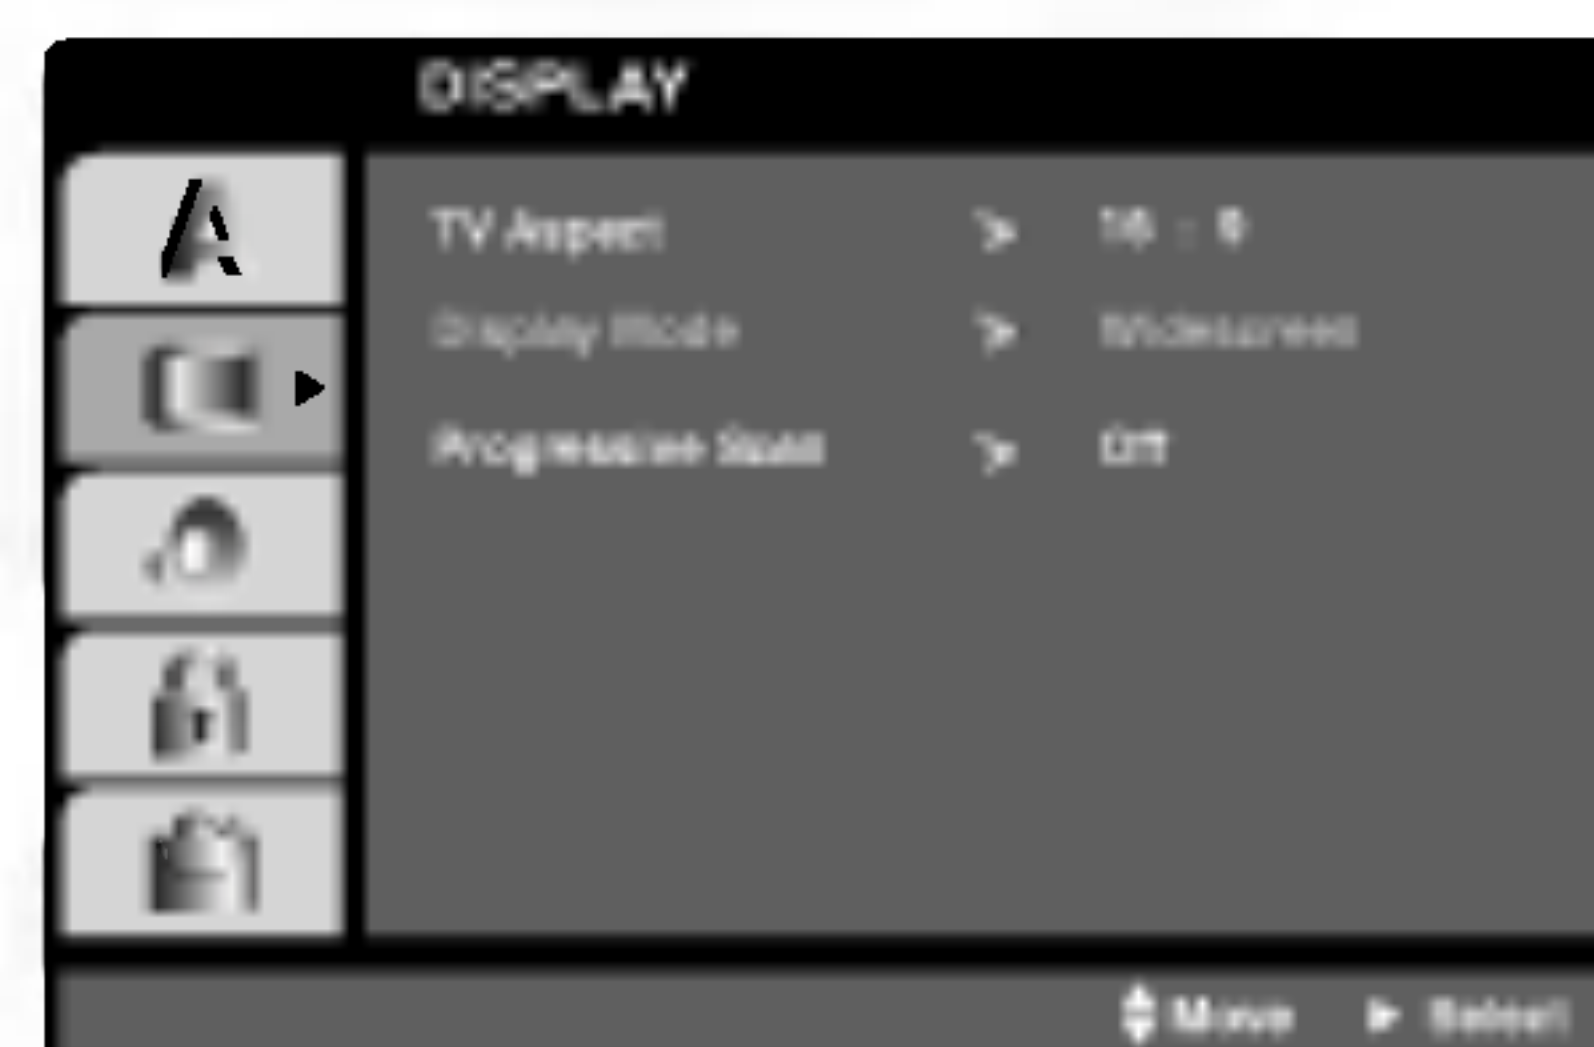 DISPLAY
A
TV Aspect > 16 : 9
Display Mode > Widescreen
Progressive Scan > Off
Move ► Select